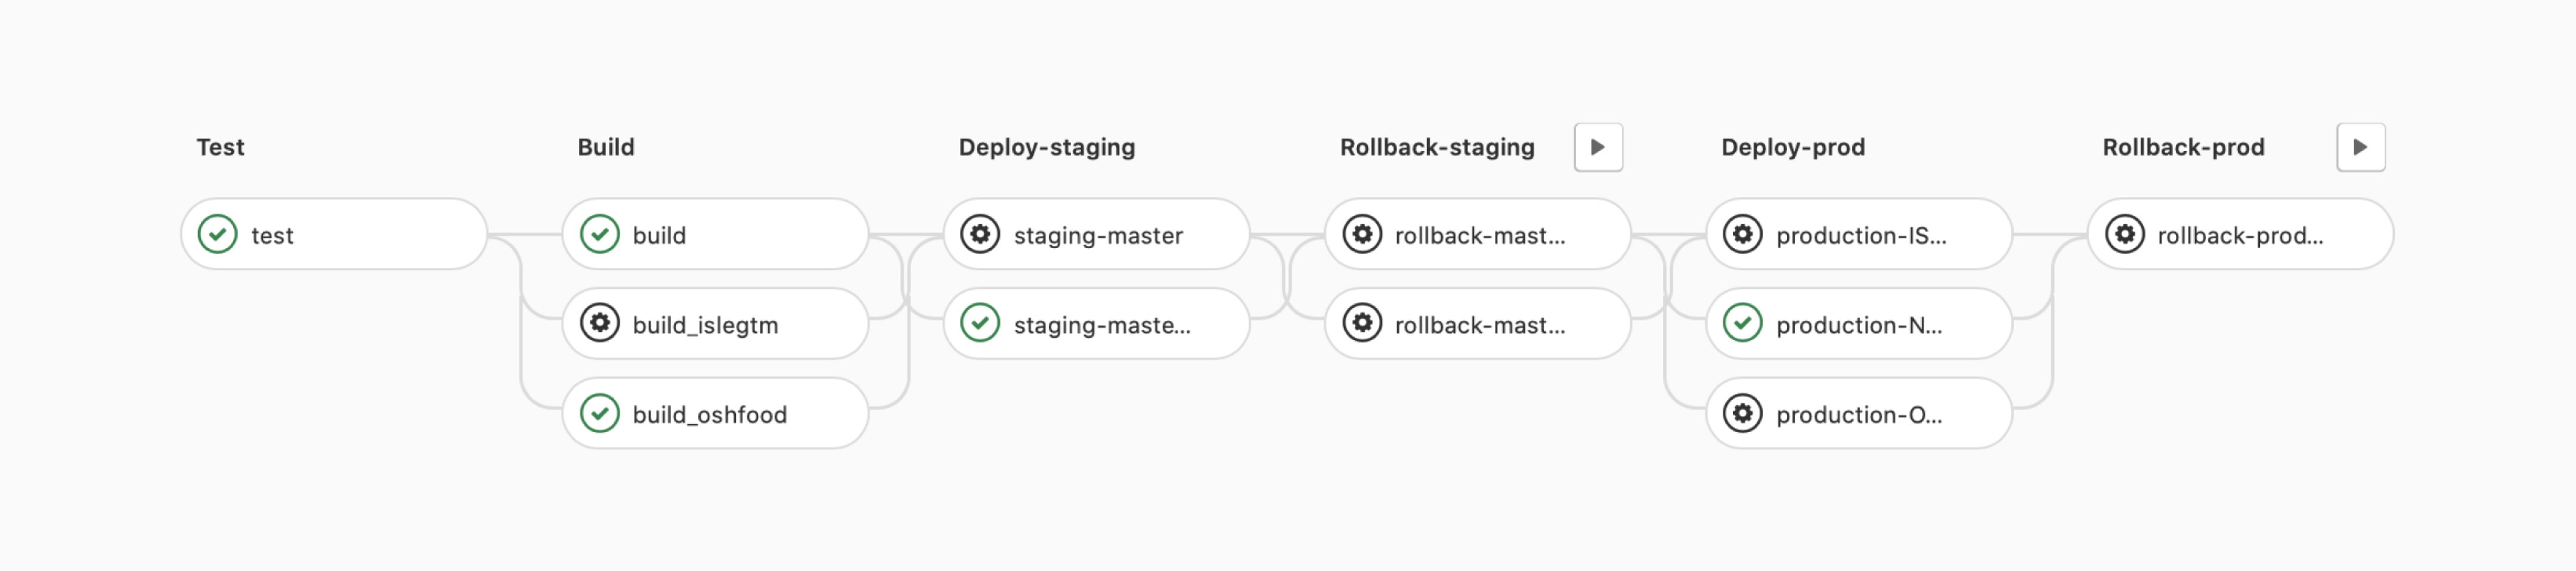 Test
Build
Deploy-staging
Rollback-staging
Deploy-prod
Rollback-prod
test
build
staging-master
rollback-mast...
production-IS...
rollback-prod...
build_islegtm
staging-maste...
rollback-mast...
production-N...
build_oshfood
production-O...